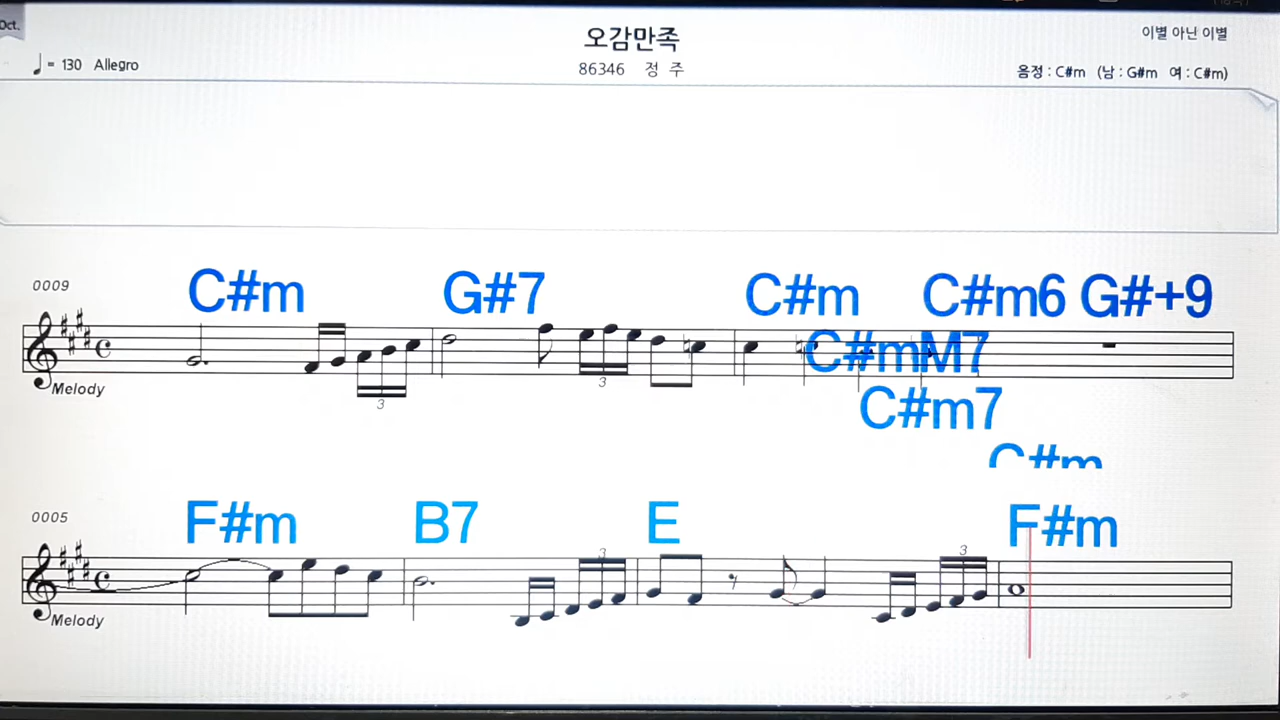 Oct.
오감만족
이별 아닌 이별
♩= 130 Allegro
86346 정 주
음정 : C#m (남 : G#m 여 : C#m)
0009
C#m G#7 C#m C#m6 G#+9
C#mM7
Melody
3 3
C#m7
C#m
0005
F#m B7 E F#m
3 3
Melody